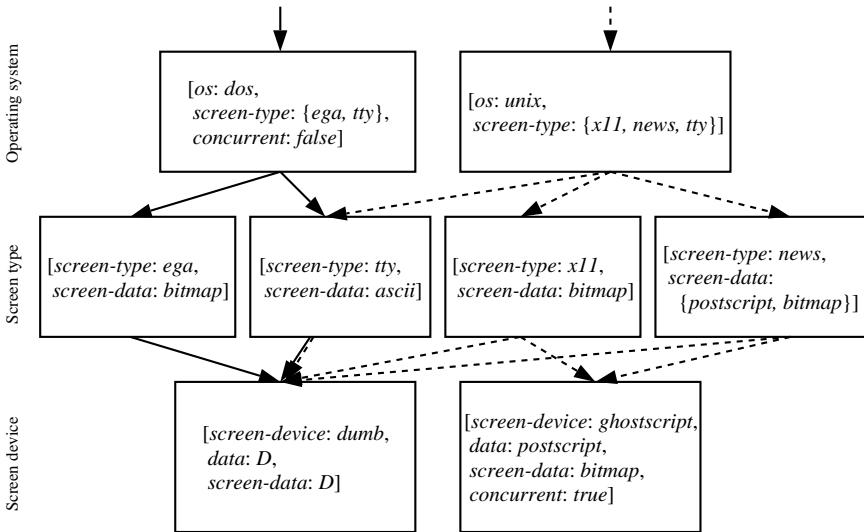 Operating system
[os: dos,
screen-type: {ega, tty},
concurrent: false]
[os: unix,
screen-type: {x11, news, tty}]
Screen type
[screen-type: ega,
screen-data: bitmap]
[screen-type: tty,
screen-data: ascii]
[screen-type: x11,
screen-data: bitmap]
[screen-type: news,
screen-data:
{postscript, bitmap}]
Screen device
[screen-device: dumb,
data: D,
screen-data: D]
[screen-device: ghostscript,
data: postscript,
screen-data: bitmap,
concurrent: true]